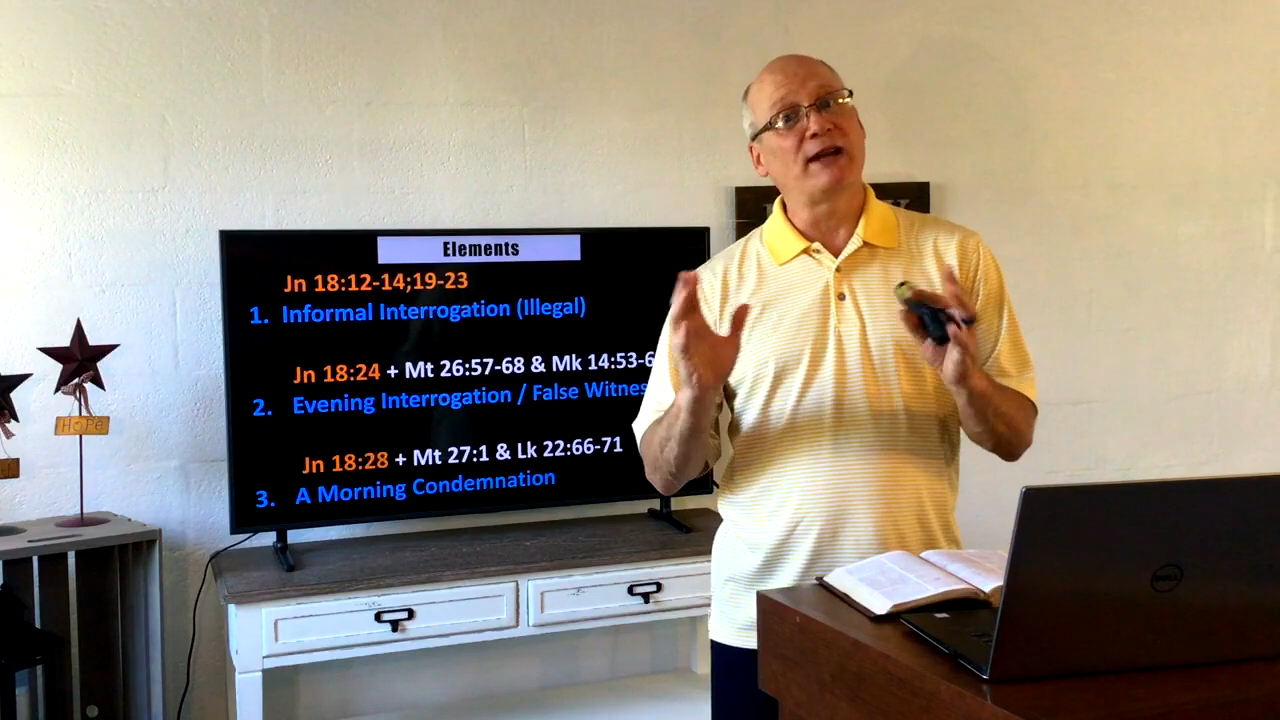 Elements
Jn 18:12-14;19-23
1. Informal Interrogation (Illegal)
Jn 18:24 + Mt 26:57-68 & Mk 14:53-6
2. Evening Interrogation / False Witnes
Jn 18:28 + Mt 27:1 & Lk 22:66-71
3. A Morning Condemnation
HOPe
DELL